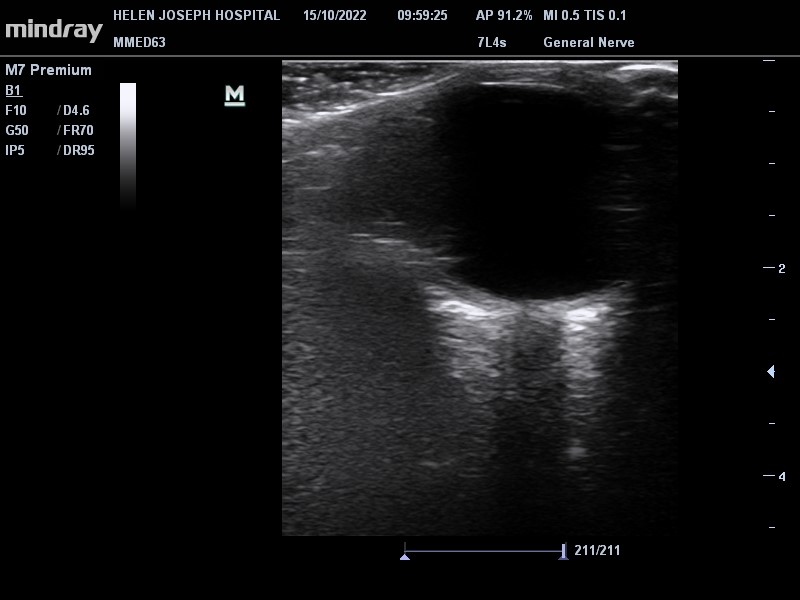 mindray
HELEN JOSEPH HOSPITAL 15/10/2022 09:59:25 AP 91.2% MI 0.5 TIS 0.1
MMED63 7L4s General Nerve
M7 Premium
B1
F10 /D4.6
G50 /FR70
IP5 /DR95
M
2
4
211/211